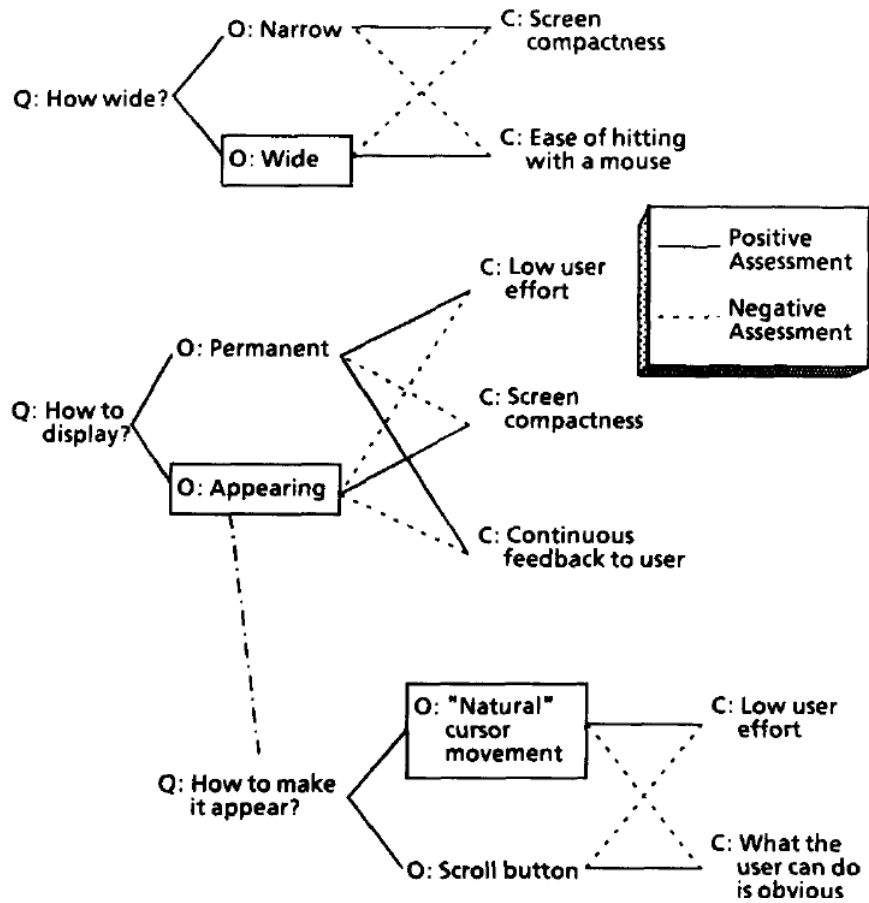 O: Narrow
C: Screen
compactness
Q: How wide?
O: Wide
C: Ease of hitting
with a mouse
Positive
Assessment
Negative
Assessment
C: Low user
effort
O: Permanent
C: Screen
compactness
Q: How to
display?
O: Appearing
C: Continuous
feedback to user
O: "Natural"
cursor
movement
C: Low user
effort
Q: How to make
it appear?
O: Scroll button
C: What the
user can do
is obvious